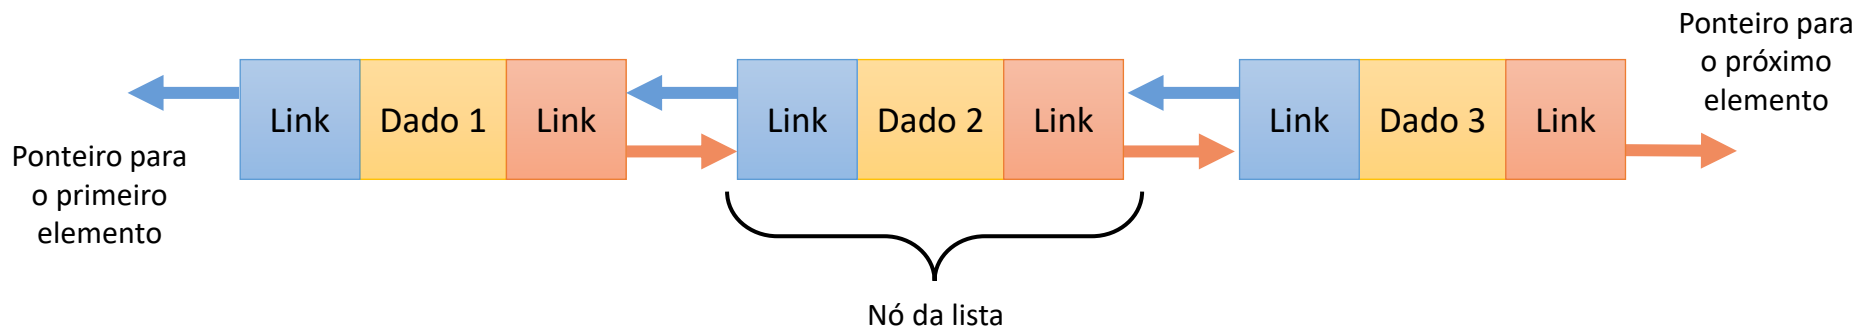 Ponteiro para
o próximo
elemento
Link Dado 1 Link Link Dado 2 Link Link Dado 3 Link
Ponteiro para
o primeiro
elemento
Nó da lista